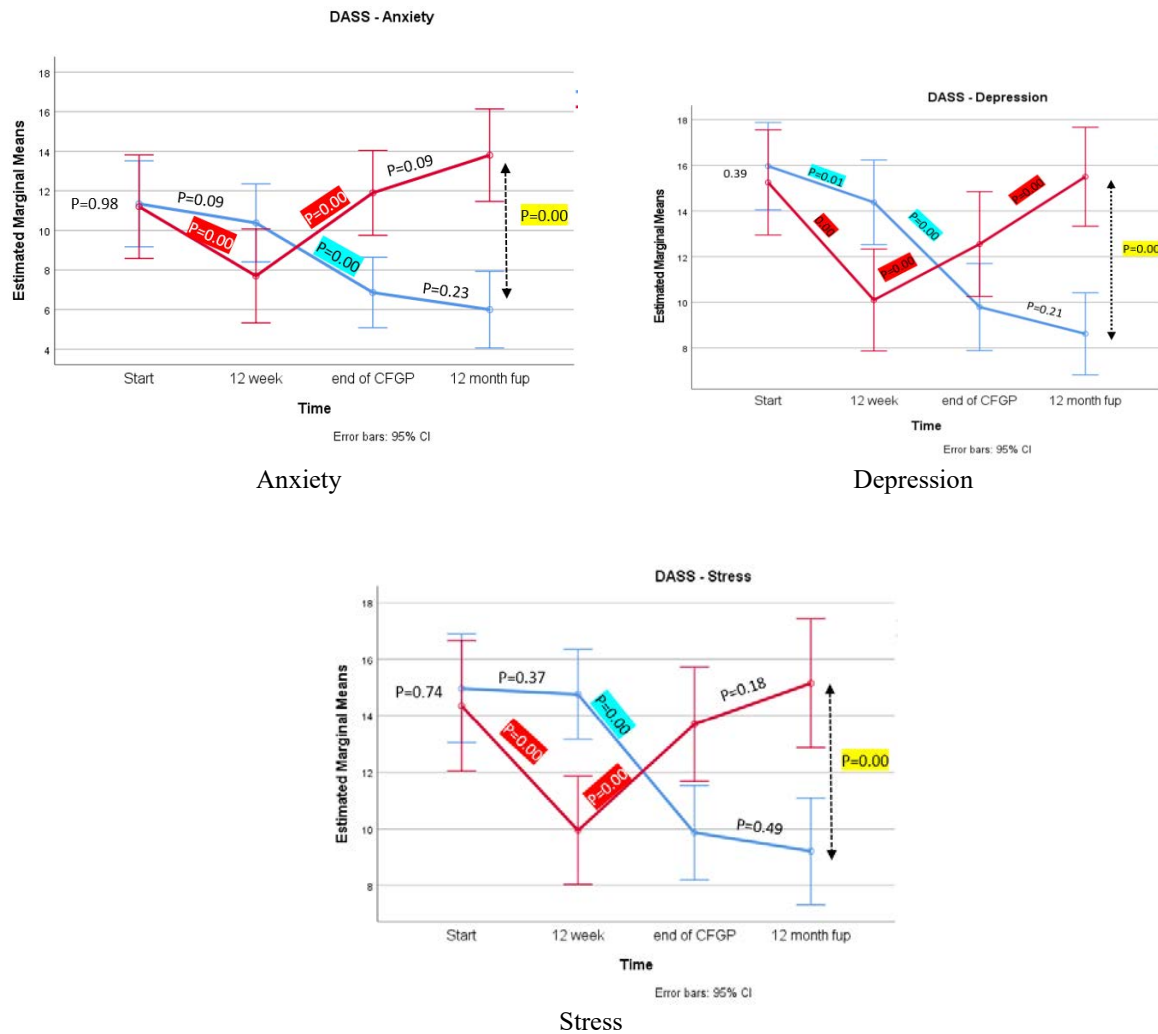 DASS - Anxiety
Estimated Marginal Means
18
16
14
12
10
8
6
4
P=0.98
P=0.09
P=0.00
P=0.00
P=0.00
P=0.09
P=0.23
P=0.00
Start
12 week
end of CFGP
12 month fup
Time
Error bars: 95% CI
Anxiety
DASS - Depression
Estimated Marginal Means
18
16
14
12
10
8
0.39
P=0.01
0.00
P=0.00
P=0.00
P=0.00
P=0.21
P=0.00
Start
12 week
end of CFGP
12 month fup
Time
Error bars: 95% CI
Depression
DASS - Stress
Estimated Marginal Means
18
16
14
12
10
8
P=0.74
P=0.37
P=0.00
P=0.00
P=0.00
P=0.18
P=0.49
P=0.00
Start
12 week
end of CFGP
12 month fup
Time
Error bars: 95% CI
Stress